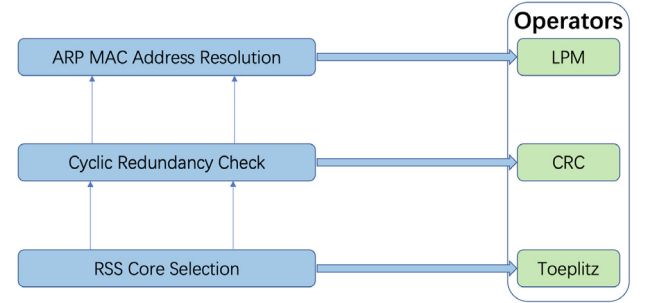 Operators
ARP MAC Address Resolution
LPM
Cyclic Redundancy Check
CRC
RSS Core Selection
Toeplitz